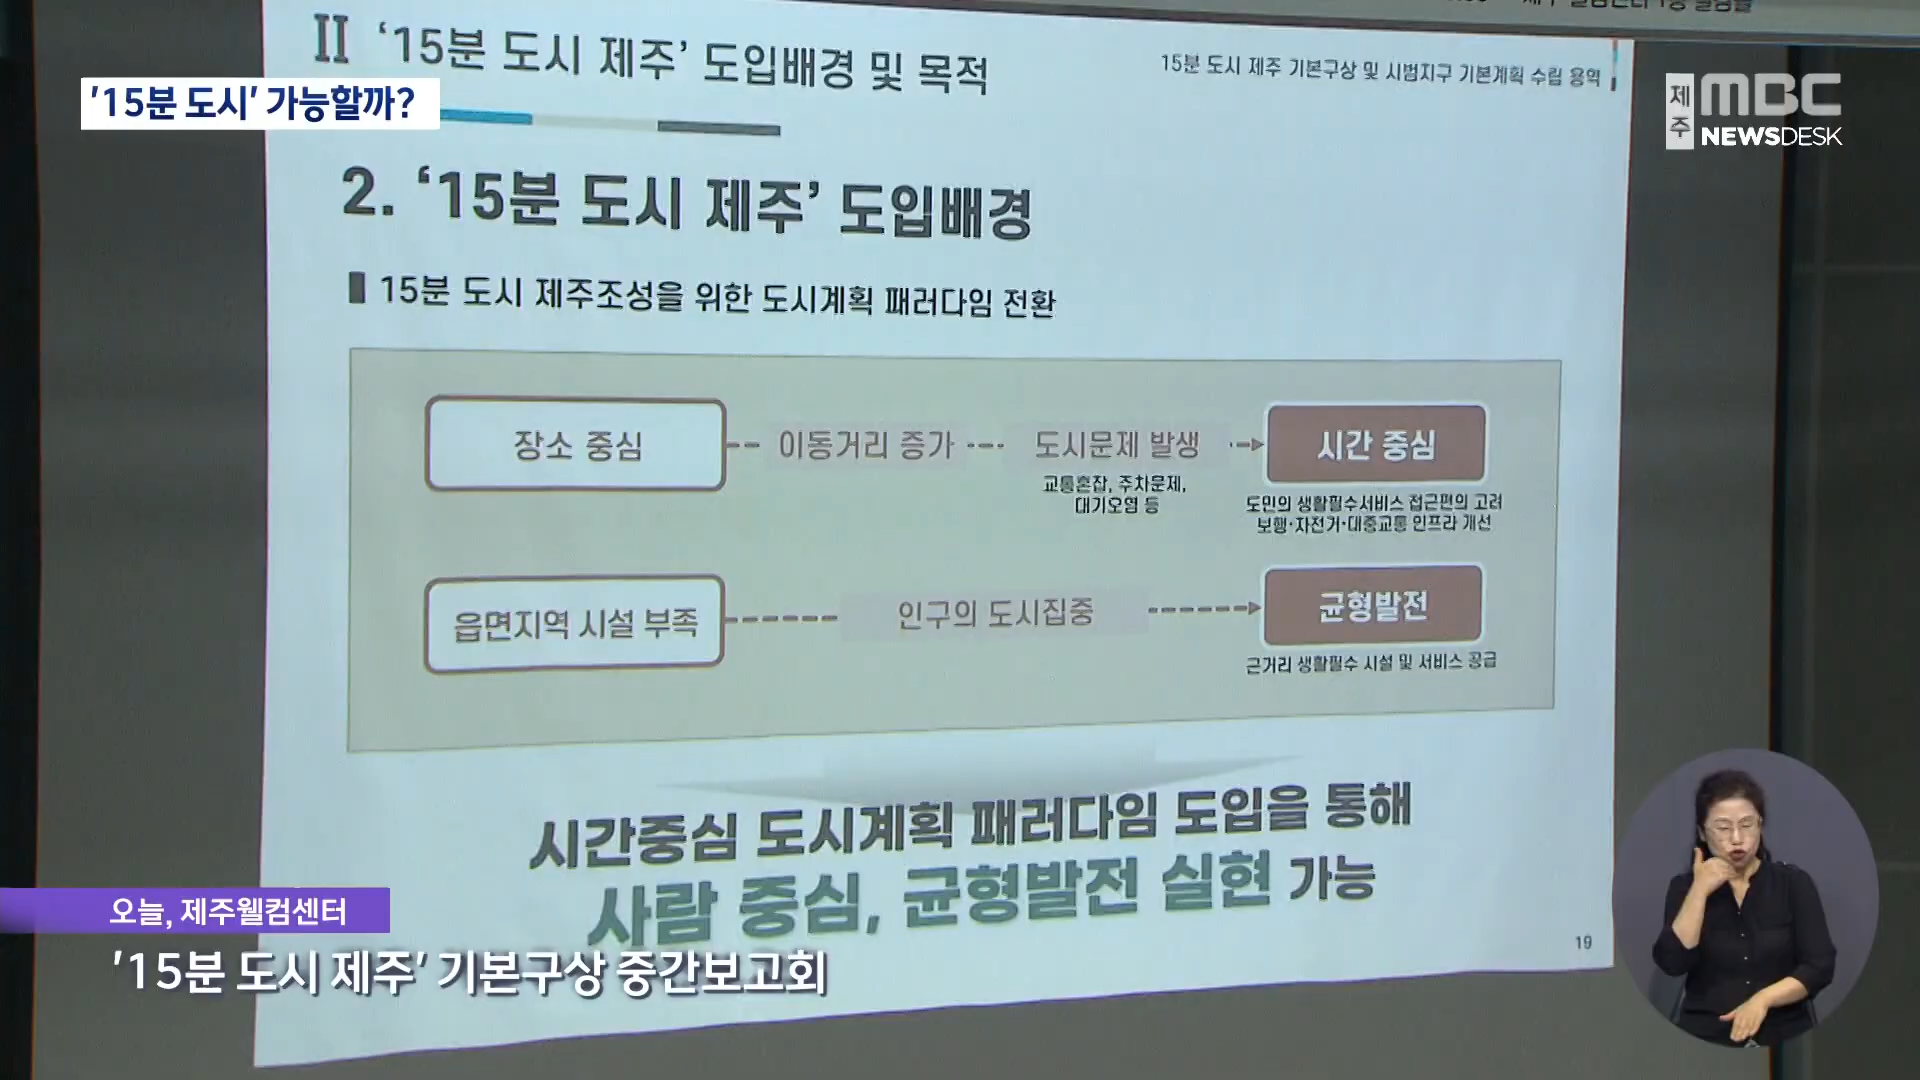 II '15분 도시 제주' 도입배경 및 목적
15분 도시 제주 기본구상 및 시범지구 기본계획 수립 용역
'15분 도시' 가능할까?
제주 MBC
NEWSDESK
2. '15분 도시 제주' 도입배경
15분 도시 제주조성을 위한 도시계획 패러다임 전환
장소 중심
이동거리 증가
도시문제 발생
교통혼잡, 주차문제,
대기오염 등
시간 중심
도민의 생활필수서비스 접근편의 고려
보행·자전거·대중교통 인프라 개선
읍면지역 시설 부족
인구의 도시집중
균형발전
근거리 생활필수 시설 및 서비스 공급
시간중심 도시계획 패러다임 도입을 통해
사람 중심, 균형발전 실현 가능
19
오늘, 제주웰컴센터
'15분 도시 제주' 기본구상 중간보고회